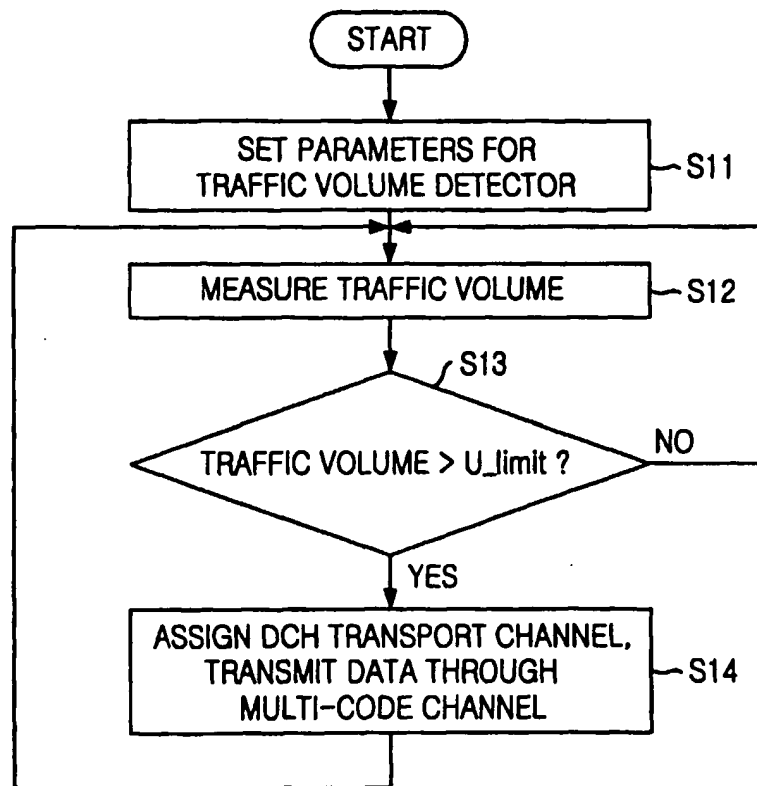 START
SET PARAMETERS FOR
TRAFFIC VOLUME DETECTOR
S11
MEASURE TRAFFIC VOLUME
S12
S13
TRAFFIC VOLUME > U_limit ?
NO
YES
ASSIGN DCH TRANSPORT CHANNEL,
TRANSMIT DATA THROUGH
MULTI-CODE CHANNEL
S14